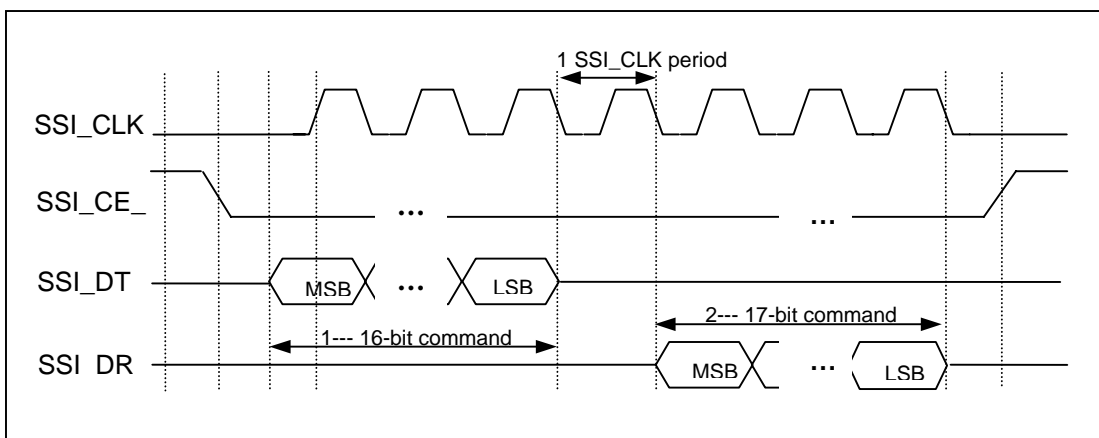 1 SSI_CLK period
SSI_CLK
SSI_CE_
...
...
SSI_DT
MSB
...
LSB
1--- 16-bit command
2--- 17-bit command
SSI DR
MSB
...
LSB